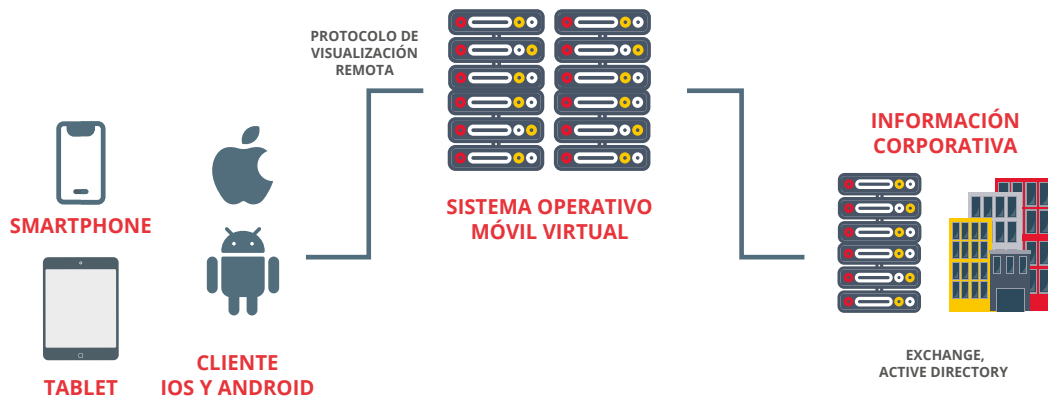 PROTOCOLO DE
VISUALIZACIÓN
REMOTA
SMARTPHONE
TABLET
CLIENTE
IOS Y ANDROID
SISTEMA OPERATIVO
MÓVIL VIRTUAL
INFORMACIÓN
CORPORATIVA
EXCHANGE,
ACTIVE DIRECTORY